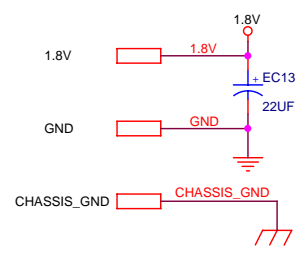 1.8V
1.8V 1.8V
+ EC13
22UF
GND GND
CHASSIS_GND CHASSIS_GND